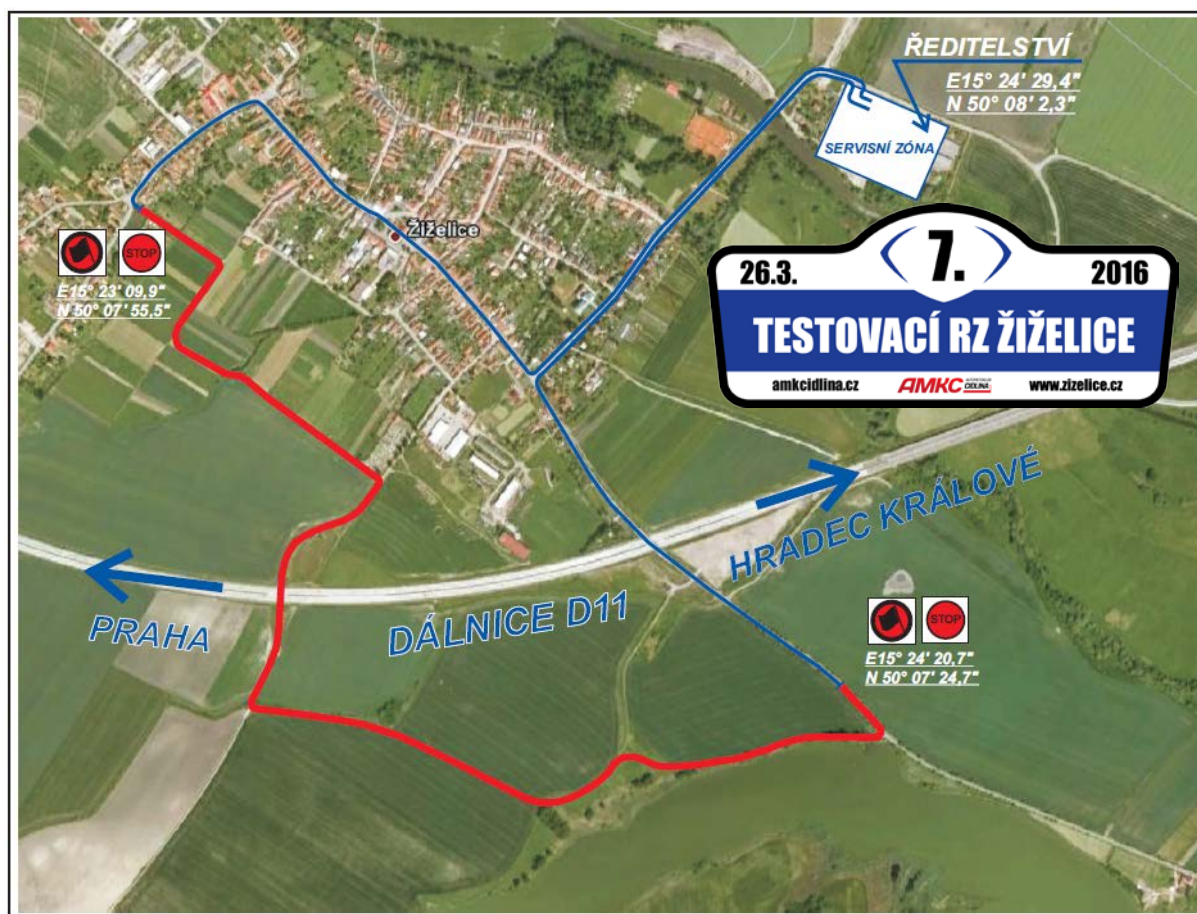 ŘEDITELSTVÍ
E15° 24' 29,4"
N 50° 08' 2,3"
SERVISNÍ ZÓNA
Žiželice
STOP
E15° 23' 09,9"
N 50° 07' 55,5"
26.3.
7.
2016
TESTOVACÍ RZ ŽIŽELICE
amkcidlina.cz
AMKC
CIDLINA
www.zizelice.cz
HRADEC KRÁLOVÉ
PRAHA
DÁLNICE D11
STOP
E15° 24' 20,7"
N 50° 07' 24,7"